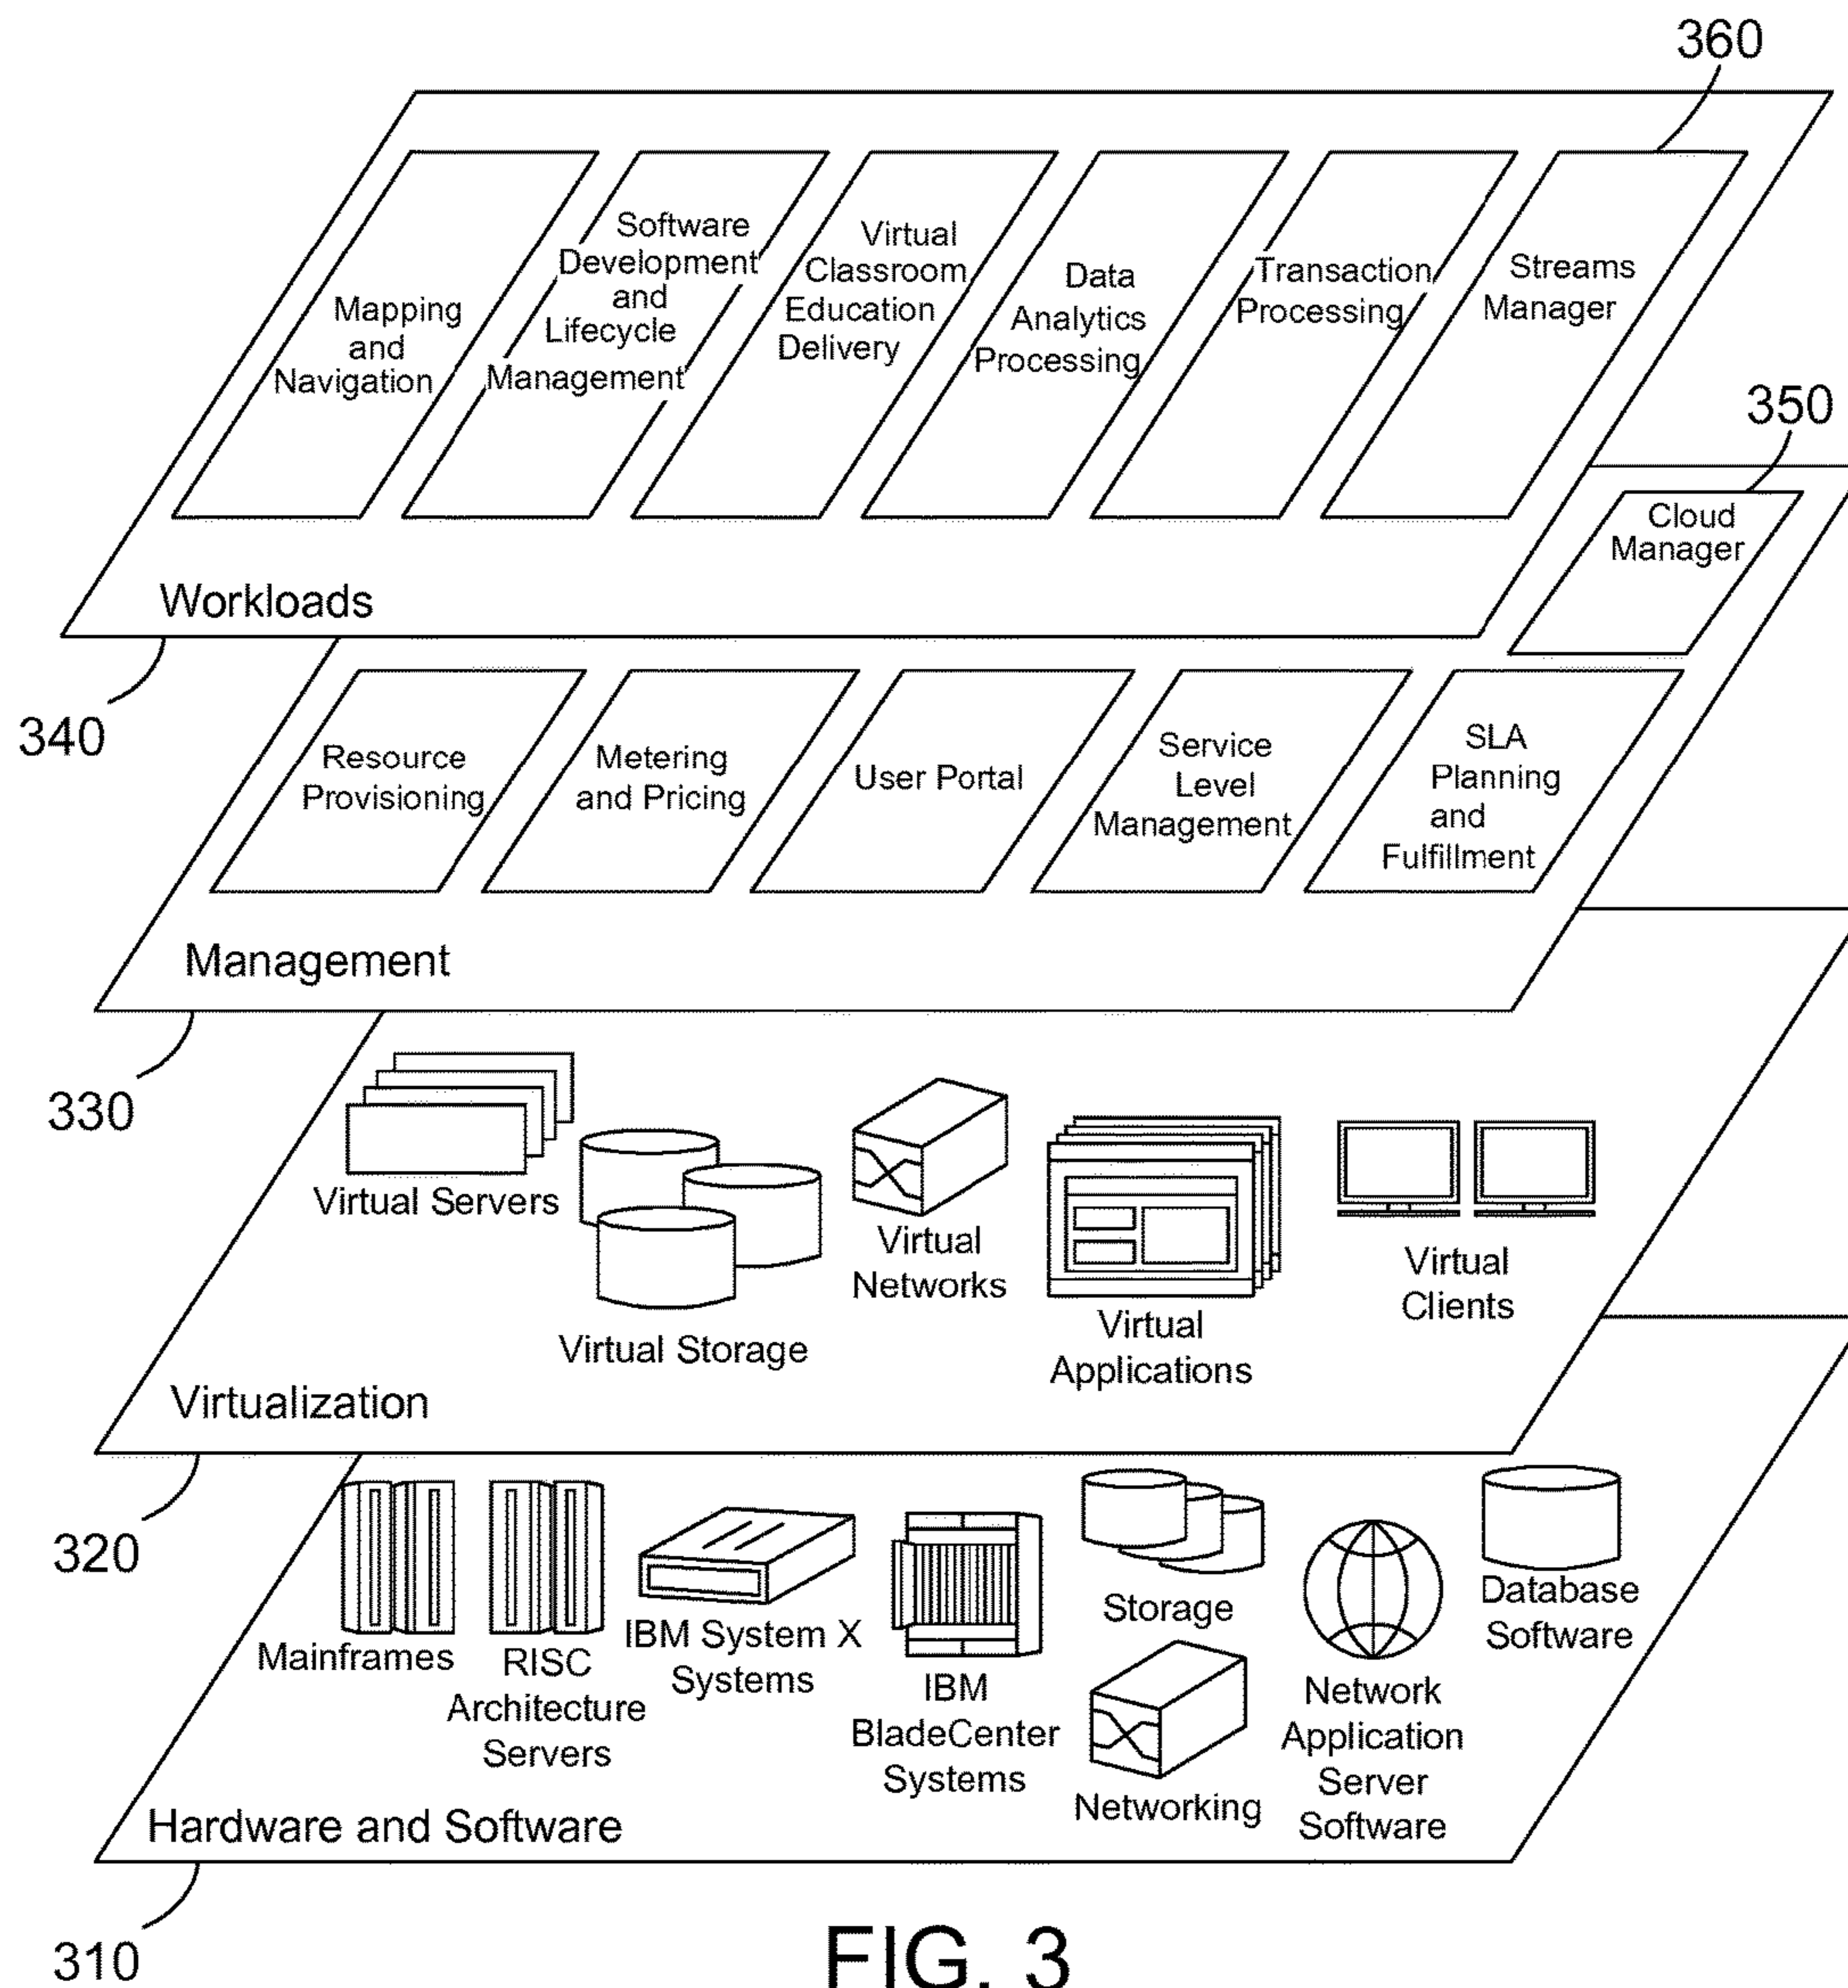 360
Mapping
and
Navigation
Software
Development
and
Lifecycle
Management
Virtual
Classroom
Education
Delivery
Data
Analytics
Processing
Transaction
Processing
Streams
Manager
350
Cloud
Manager
Workloads
340
Resource
Provisioning
Metering
and Pricing
User Portal
Service
Level
Management
SLA
Planning
and
Fulfillment
Management
330
Virtual Servers
Virtual Storage
Virtual
Networks
Virtual
Applications
Virtual
Clients
Virtualization
320
Mainframes
RISC
Architecture
Servers
IBM System X
Systems
IBM
BladeCenter
Systems
Storage
Networking
Network
Application
Server
Software
Database
Software
Hardware and Software
310
FIG. 3